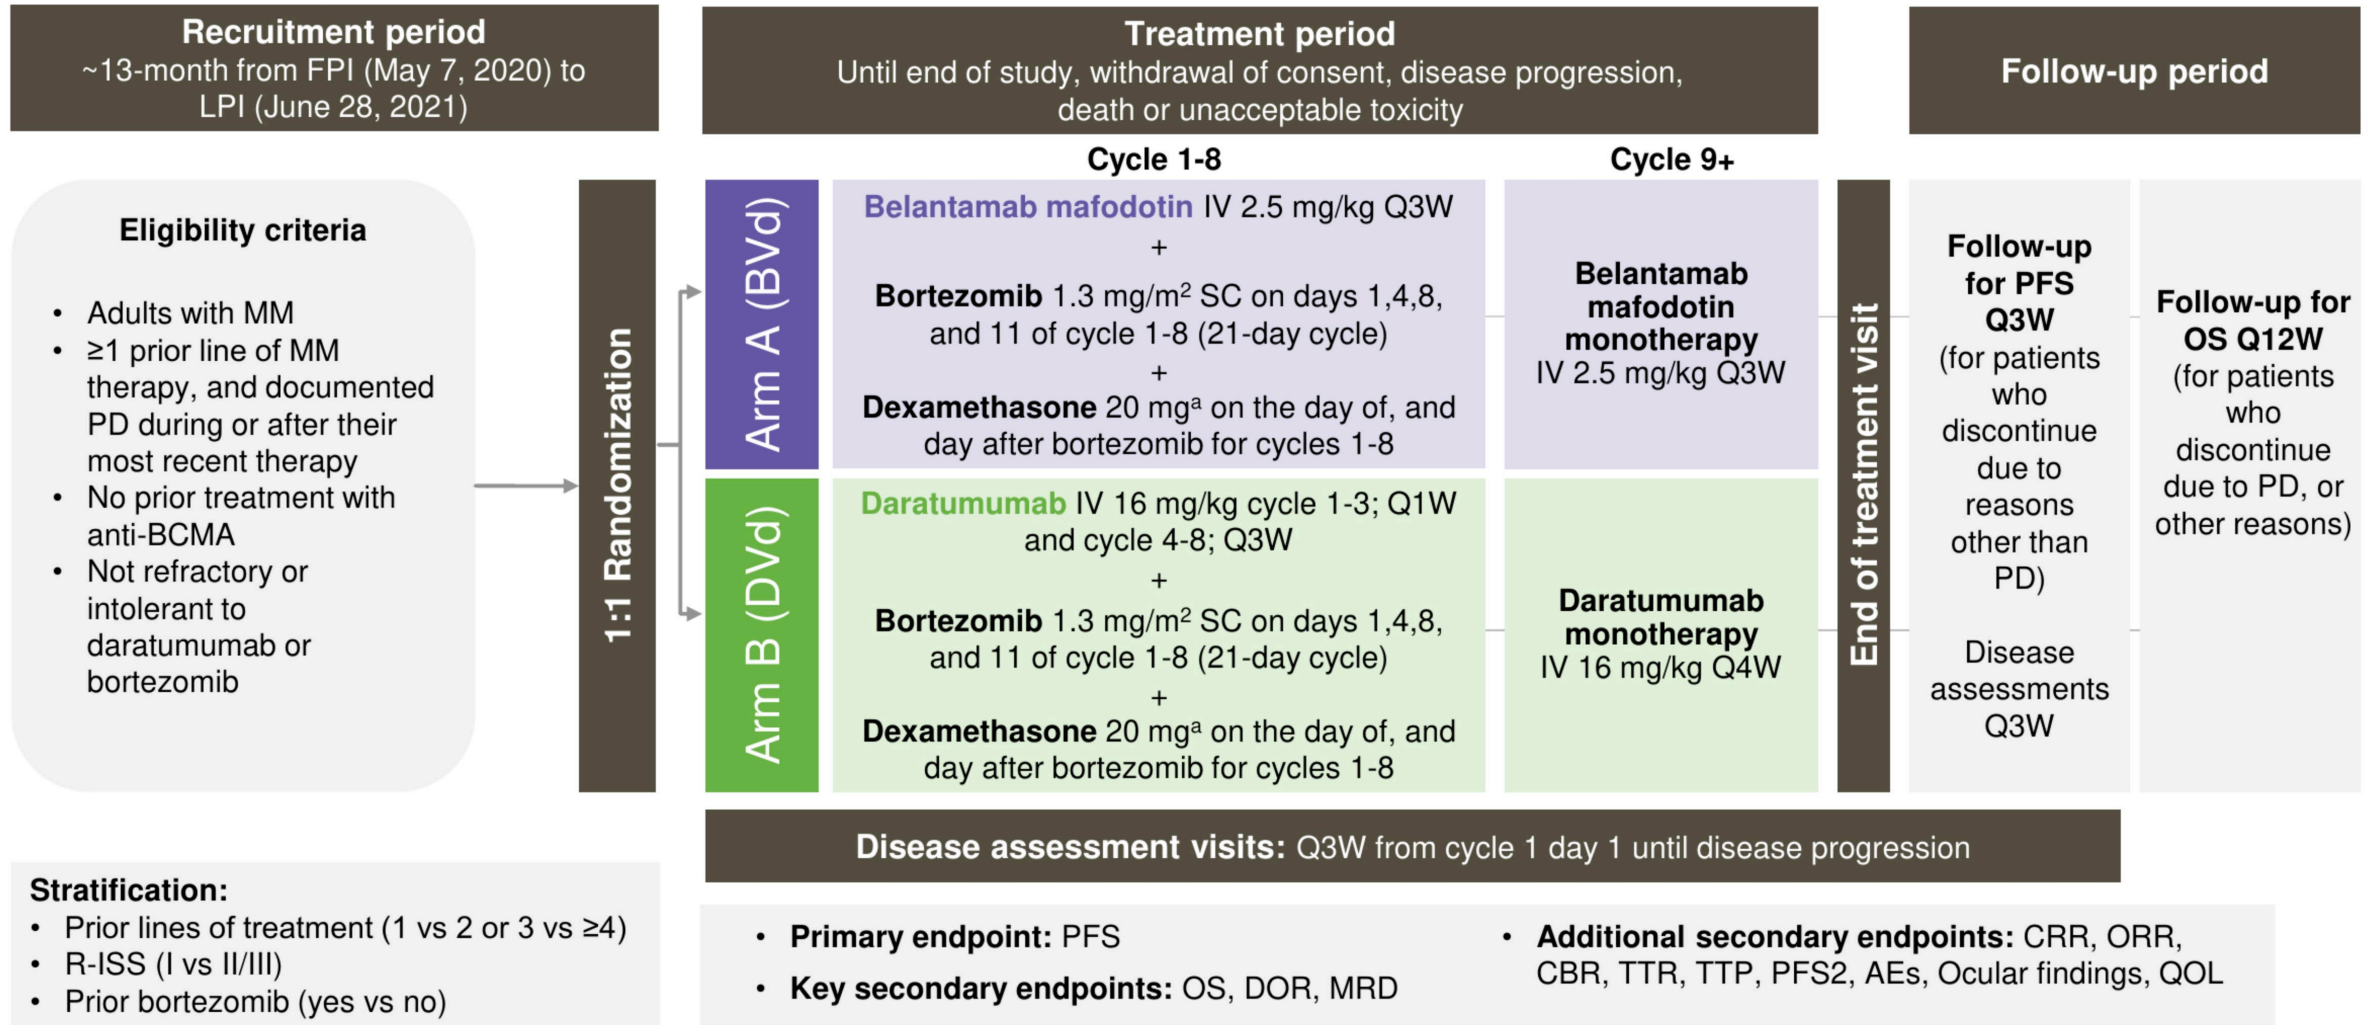 Recruitment period
~13-month from FPI (May 7, 2020) to
LPI (June 28, 2021)
Treatment period
Until end of study, withdrawal of consent, disease progression,
death or unacceptable toxicity
Follow-up period
Cycle 1-8
Cycle 9+
Eligibility criteria
• Adults with MM
• ≥1 prior line of MM
therapy, and documented
PD during or after their
most recent therapy
• No prior treatment with
anti-BCMA
• Not refractory or
intolerant to
daratumumab or
bortezomib
1:1 Randomization
Arm A (BVd)
Belantamab mafodotin IV 2.5 mg/kg Q3W
+
Bortezomib 1.3 mg/m² SC on days 1,4,8,
and 11 of cycle 1-8 (21-day cycle)
+
Dexamethasone 20 mgᵃ on the day of, and
day after bortezomib for cycles 1-8
Belantamab
mafodotin
monotherapy
IV 2.5 mg/kg Q3W
Arm B (DVd)
Daratumumab IV 16 mg/kg cycle 1-3; Q1W
and cycle 4-8; Q3W
+
Bortezomib 1.3 mg/m² SC on days 1,4,8,
and 11 of cycle 1-8 (21-day cycle)
+
Dexamethasone 20 mgᵃ on the day of, and
day after bortezomib for cycles 1-8
Daratumumab
monotherapy
IV 16 mg/kg Q4W
End of treatment visit
Follow-up
for PFS
Q3W
(for patients
who
discontinue
due to
reasons
other than
PD)
Disease
assessments
Q3W
Follow-up for
OS Q12W
(for patients
who
discontinue
due to PD, or
other reasons)
Disease assessment visits: Q3W from cycle 1 day 1 until disease progression
Stratification:
• Prior lines of treatment (1 vs 2 or 3 vs ≥4)
• R-ISS (I vs II/III)
• Prior bortezomib (yes vs no)
• Primary endpoint: PFS
• Key secondary endpoints: OS, DOR, MRD
• Additional secondary endpoints: CRR, ORR,
CBR, TTR, TTP, PFS2, AEs, Ocular findings, QOL